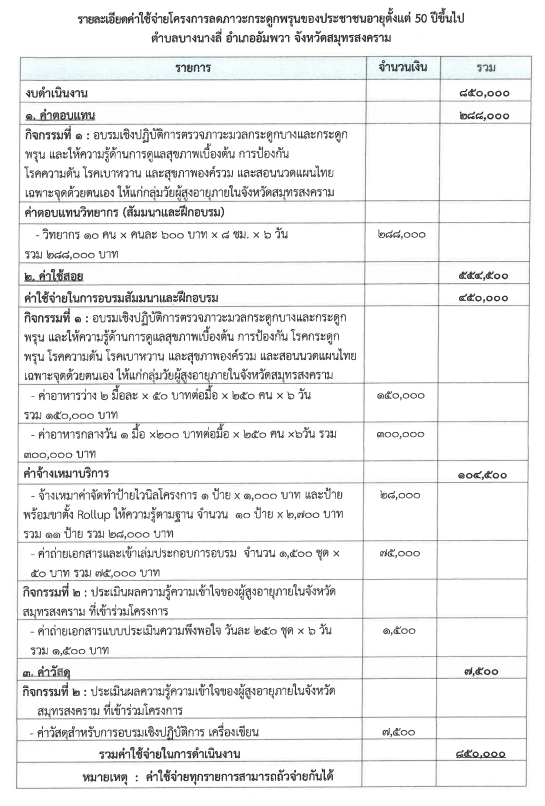 รายละเอียดค่าใช้จ่ายโครงการลดภาวะกระดูกพรุนของประชาชนอายุตั้งแต่ 50 ปีขึ้นไป
ตำบลบางนางลี่ อำเภออัมพวา จังหวัดสมุทรสงคราม
รายการ จำนวนเงิน รวม
งบดำเนินงาน ๘๕๐,๐๐๐
๑. ค่าตอบแทน ๒๘๘,๐๐๐
กิจกรรมที่ ๑ : อบรมเชิงปฏิบัติการตรวจภาวะมวลกระดูกบางและกระดูก
พรุน และให้ความรู้ด้านการดูแลสุขภาพเบื้องต้น การป้องกัน
โรคความดัน โรคเบาหวาน และสุขภาพองค์รวม และสอนนวดแผนไทย
เฉพาะจุดด้วยตนเอง ให้แก่กลุ่มวัยผู้สูงอายุภายในจังหวัดสมุทรสงคราม
ค่าตอบแทนวิทยากร (สัมมนาและฝึกอบรม)
- วิทยากร ๑๐ คน × คนละ ๖๐๐ บาท × ๘ ชม. × ๖ วัน ๒๘๘,๐๐๐
รวม ๒๘๘,๐๐๐ บาท
๒. ค่าใช้สอย ๕๕๔,๕๐๐
ค่าใช้จ่ายในการอบรมสัมมนาและฝึกอบรม ๔๕๐,๐๐๐
กิจกรรมที่ ๑ : อบรมเชิงปฏิบัติการตรวจภาวะมวลกระดูกบางและกระดูก
พรุน และให้ความรู้ด้านการดูแลสุขภาพเบื้องต้น การป้องกัน โรคกระดูก
พรุน โรคความดัน โรคเบาหวาน และสุขภาพองค์รวม และสอนนวดแผนไทย
เฉพาะจุดด้วยตนเอง ให้แก่กลุ่มวัยผู้สูงอายุภายในจังหวัดสมุทรสงคราม
- ค่าอาหารว่าง ๒ มื้อละ × ๕๐ บาทต่อมื้อ × ๒๕๐ คน × ๖ วัน ๑๕๐,๐๐๐
รวม ๑๕๐,๐๐๐ บาท
- ค่าอาหารกลางวัน ๑ มื้อ ×๒๐๐ บาทต่อมื้อ × ๒๕๐ คน ×๖วัน รวม ๓๐๐,๐๐๐
๓๐๐,๐๐๐ บาท
ค่าจ้างเหมาบริการ ๑๐๔,๕๐๐
- จ้างเหมาค่าจัดทำป้ายไวนิลโครงการ ๑ ป้าย x ๑,๐๐๐ บาท และป้าย ๒๘,๐๐๐
พร้อมขาตั้ง Rollup ให้ความรู้ตามฐาน จำนวน ๑๐ ป้าย x ๒,๗๐๐ บาท
รวม ๑๑ ป้าย รวม ๒๘,๐๐๐ บาท
- ค่าถ่ายเอกสารและเข้าเล่มประกอบการอบรม จำนวน ๑,๕๐๐ ชุด × ๗๕,๐๐๐
๕๐ บาท รวม ๗๕,๐๐๐ บาท
กิจกรรมที่ ๒ : ประเมินผลความรู้ความเข้าใจของผู้สูงอายุภายในจังหวัด
สมุทรสงคราม ที่เข้าร่วมโครงการ
- ค่าถ่ายเอกสารแบบประเมินความพึงพอใจ วันละ ๒๕๐ ชุด × ๖ วัน ๑,๕๐๐
รวม ๑,๕๐๐ บาท
๓. ค่าวัสดุ ๗,๕๐๐
กิจกรรมที่ ๒ : ประเมินผลความรู้ความเข้าใจของผู้สูงอายุภายในจังหวัด
สมุทรสงคราม ที่เข้าร่วมโครงการ
- ค่าวัสดุสำหรับการอบรมเชิงปฏิบัติการ เครื่องเขียน ๗,๕๐๐
รวมค่าใช้จ่ายในการดำเนินงาน ๘๕๐,๐๐๐
หมายเหตุ : ค่าใช้จ่ายทุกรายการสามารถถัวจ่ายกันได้